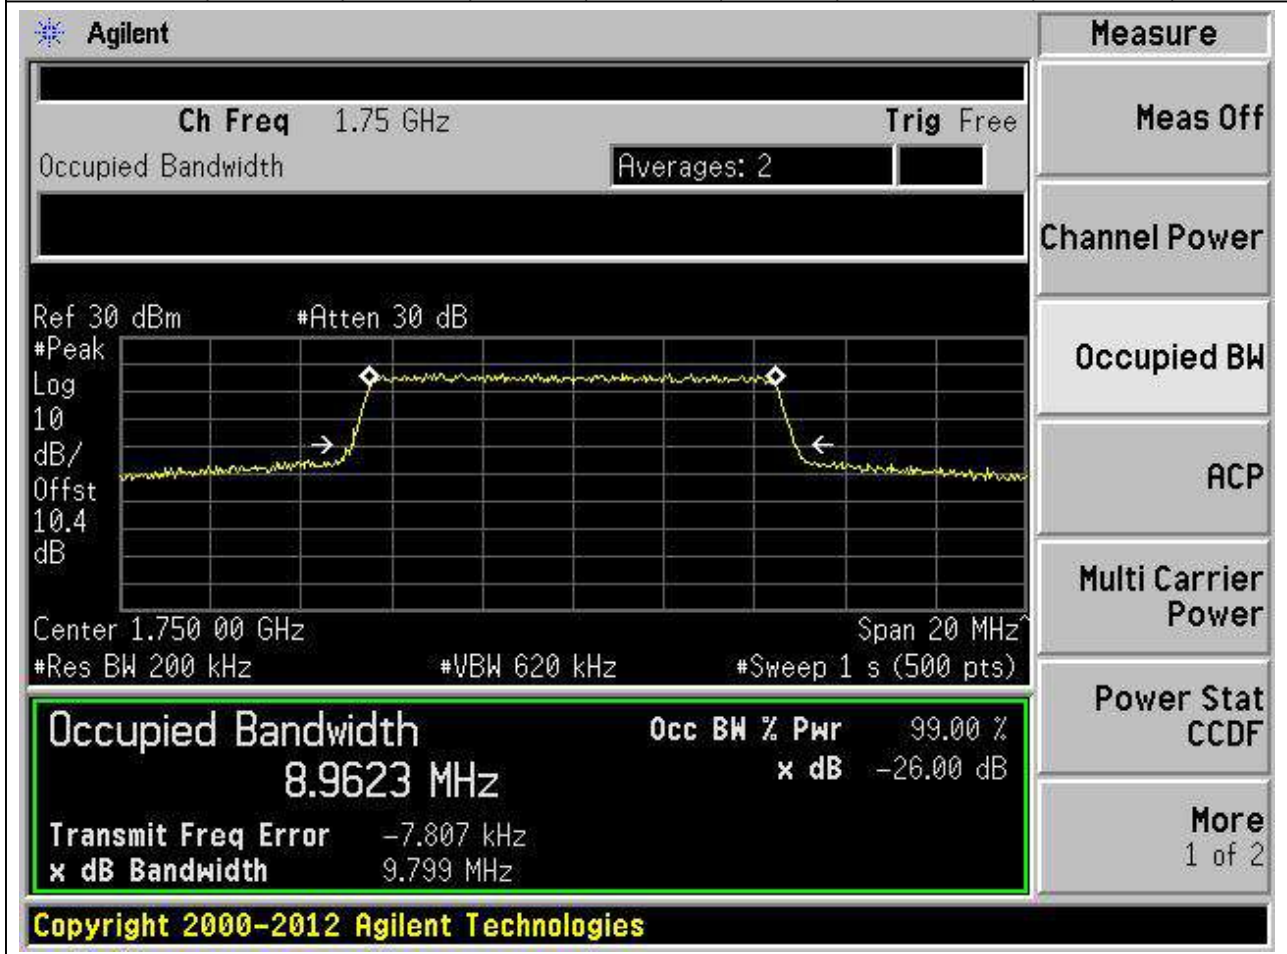 Agilent
Measure
Ch Freq 1.75 GHz Trig Free
Occupied Bandwidth Averages: 2
Ref 30 dBm #Atten 30 dB
#Peak
Log
10
dB/
Offst
10.4
dB
Center 1.750 00 GHz Span 20 MHz^
#Res BW 200 kHz #VBW 620 kHz #Sweep 1 s (500 pts)
Occupied Bandwidth Occ BW % Pwr 99.00 %
8.9623 MHz x dB -26.00 dB
Transmit Freq Error -7.807 kHz
x dB Bandwidth 9.799 MHz
Copyright 2000-2012 Agilent Technologies
Meas Off
Channel Power
Occupied BW
ACP
Multi Carrier
Power
Power Stat
CCDF
More
1 of 2